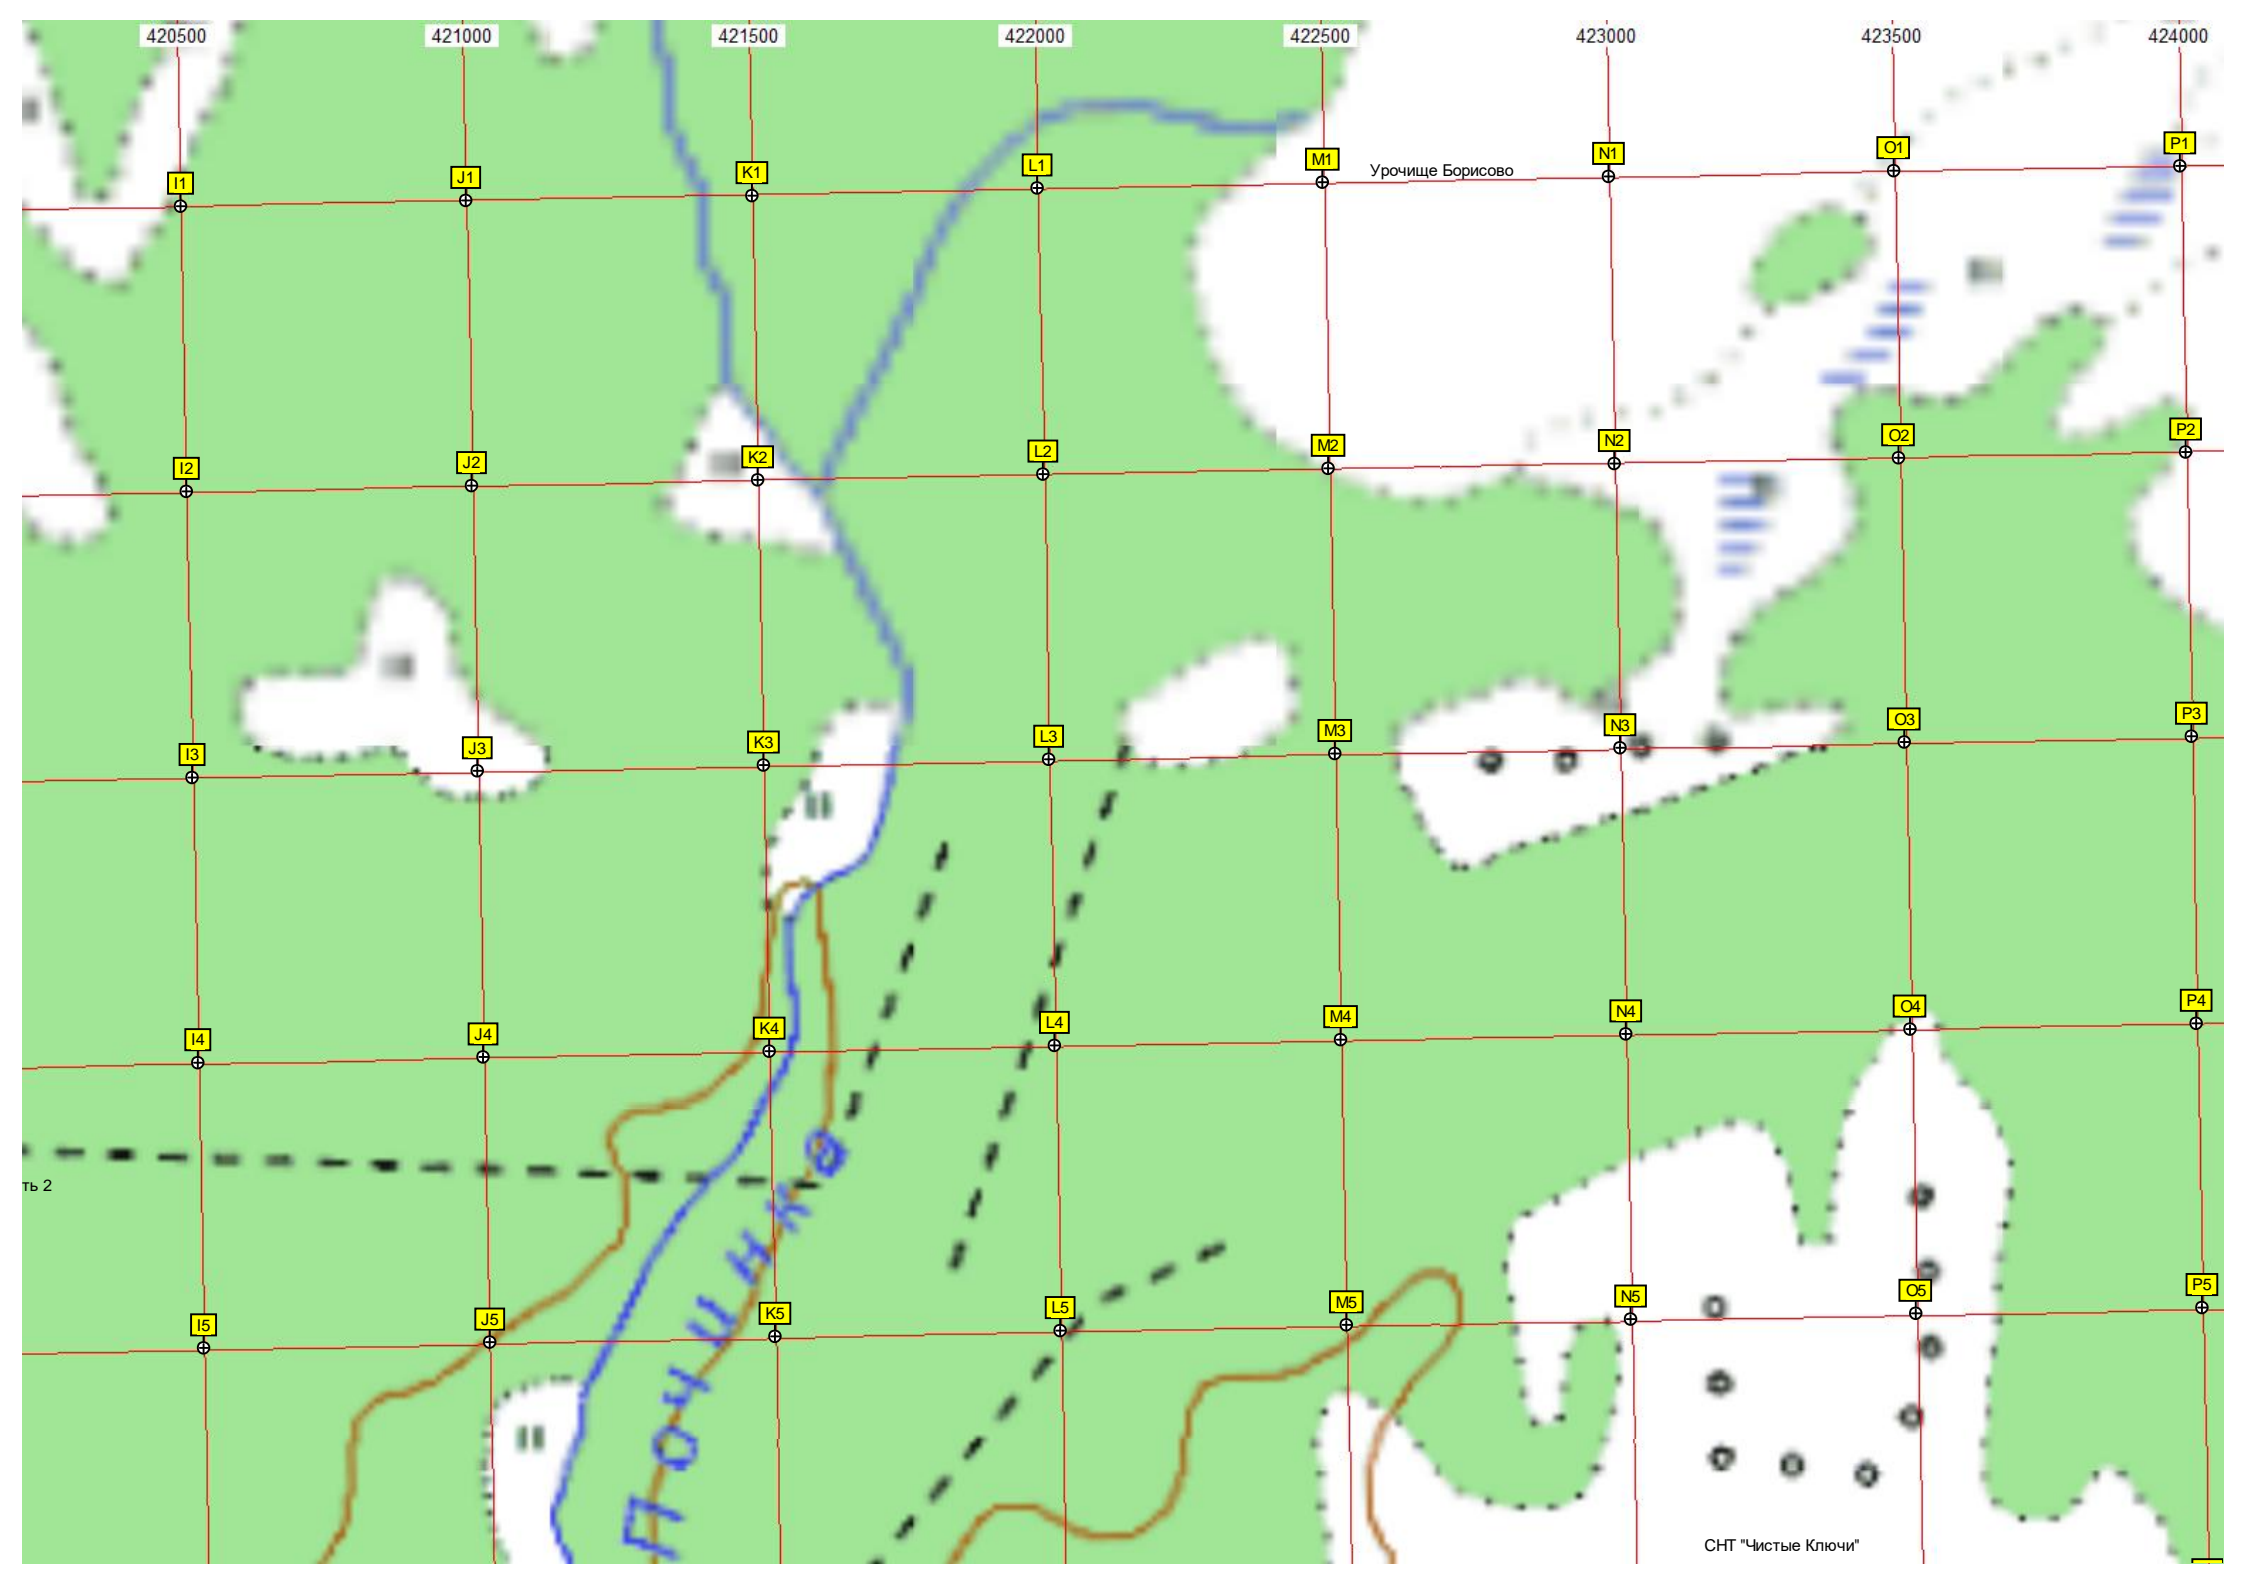 420500 421000 421500 422000 422500 423000 423500 424000
I1 J1 K1 L1 M1 N1 O1 P1
Урочище Борисово
I2 J2 K2 L2 M2 N2 O2 P2
I3 J3 K3 L3 M3 N3 O3 P3
I4 J4 K4 L4 M4 N4 O4 P4
ть 2
I5 J5 K5 L5 M5 N5 O5 P5
СНТ "Чистые Ключи"